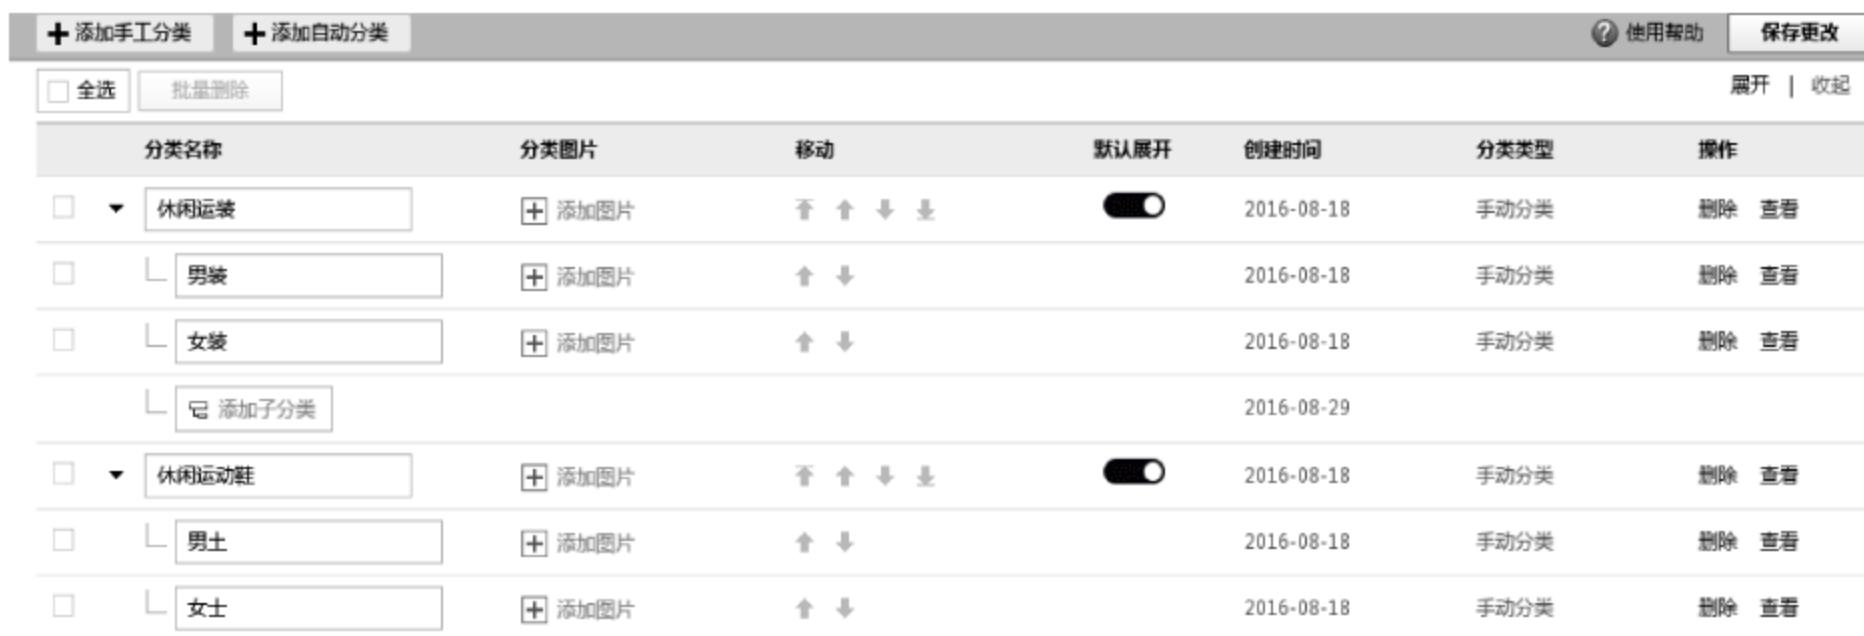 添加手工分类 添加自动分类 使用帮助 保存更改
全选 批量删除 展开 | 收起
分类名称 分类图片 移动 默认展开 创建时间 分类类型 操作
休闲运装 添加图片 2016-08-18 手动分类 删除 查看
男装 添加图片 2016-08-18 手动分类 删除 查看
女装 添加图片 2016-08-18 手动分类 删除 查看
添加子分类 2016-08-29
休闲运动鞋 添加图片 2016-08-18 手动分类 删除 查看
男土 添加图片 2016-08-18 手动分类 删除 查看
女士 添加图片 2016-08-18 手动分类 删除 查看